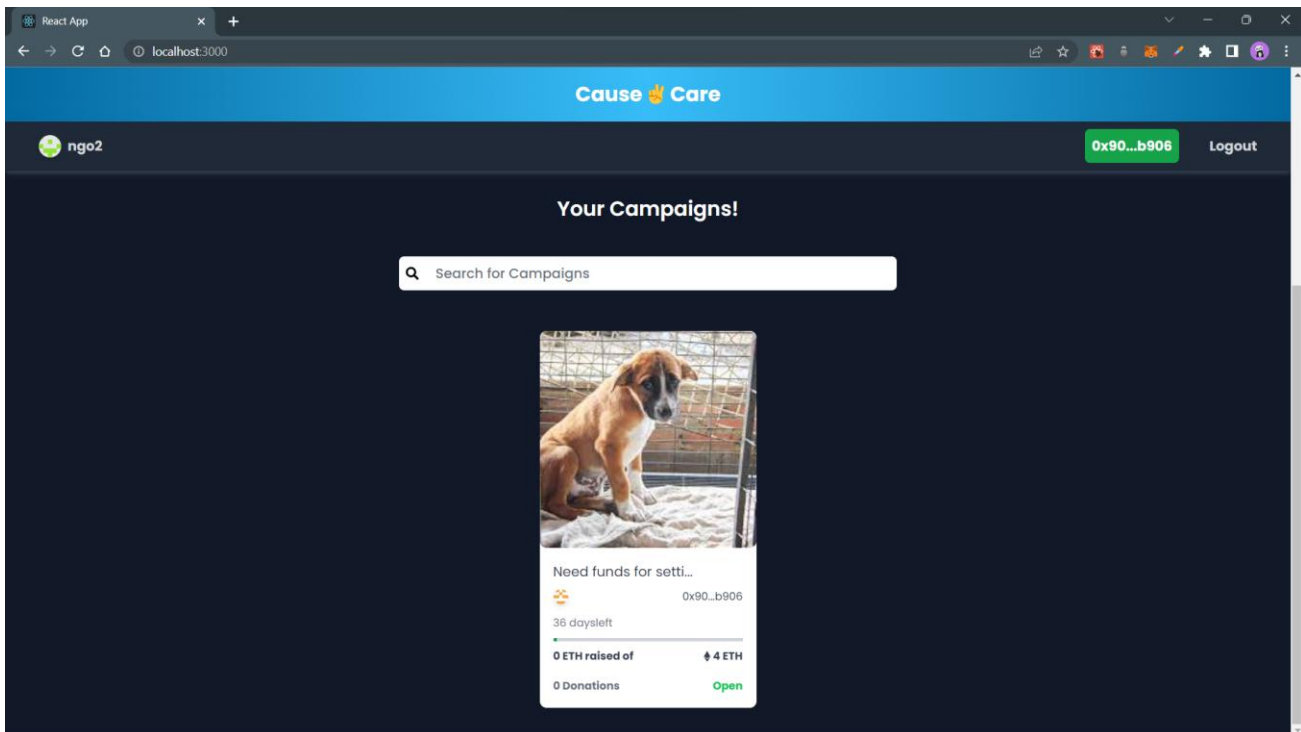 React App
localhost:3000
Cause ✌ Care
ngo2
0x90...b906
Logout
Your Campaigns!
Search for Campaigns
Need funds for setti...
0x90...b906
36 daysleft
0 ETH raised of
4 ETH
0 Donations
Open